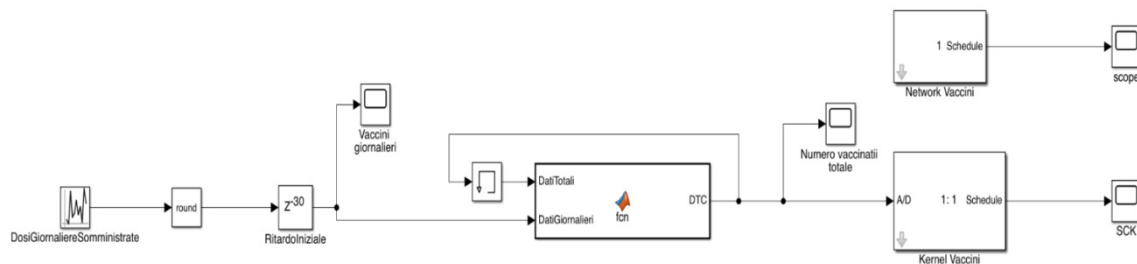 1 Schedule
Network Vaccini
scope
Vaccini
giornalieri
Numero vaccinatii
totale
DosiGiornaliereSomministrate
round
z-30
RitardoIniziale
DatiTotali
DatiGiornalieri
fcn
DTC
A/D
1: 1
Schedule
Kernel Vaccini
SCK